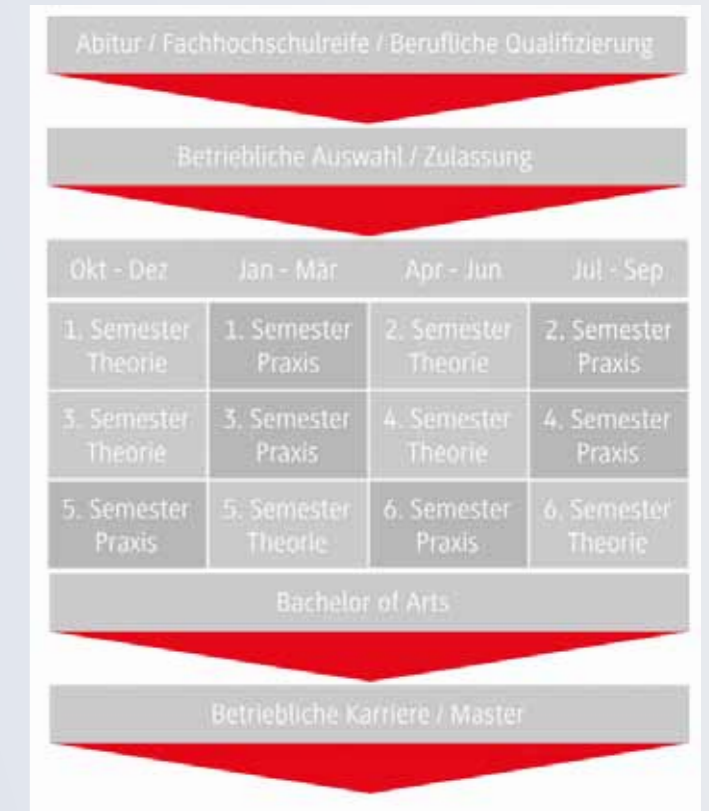 Abitur / Fachhochschulreife / Berufliche Qualifizierung
Betriebliche Auswahl / Zulassung
Okt - Dez Jan - Mär Apr - Jun Jul - Sep
1. Semester 1. Semester 2. Semester 2. Semester
Theorie Praxis Theorie Praxis
3. Semester 3. Semester 4. Semester 4. Semester
Theorie Praxis Theorie Praxis
5. Semester 5. Semester 6. Semester 6. Semester
Praxis Theorie Praxis Theorie
Bachelor of Arts
Betriebliche Karriere / Master